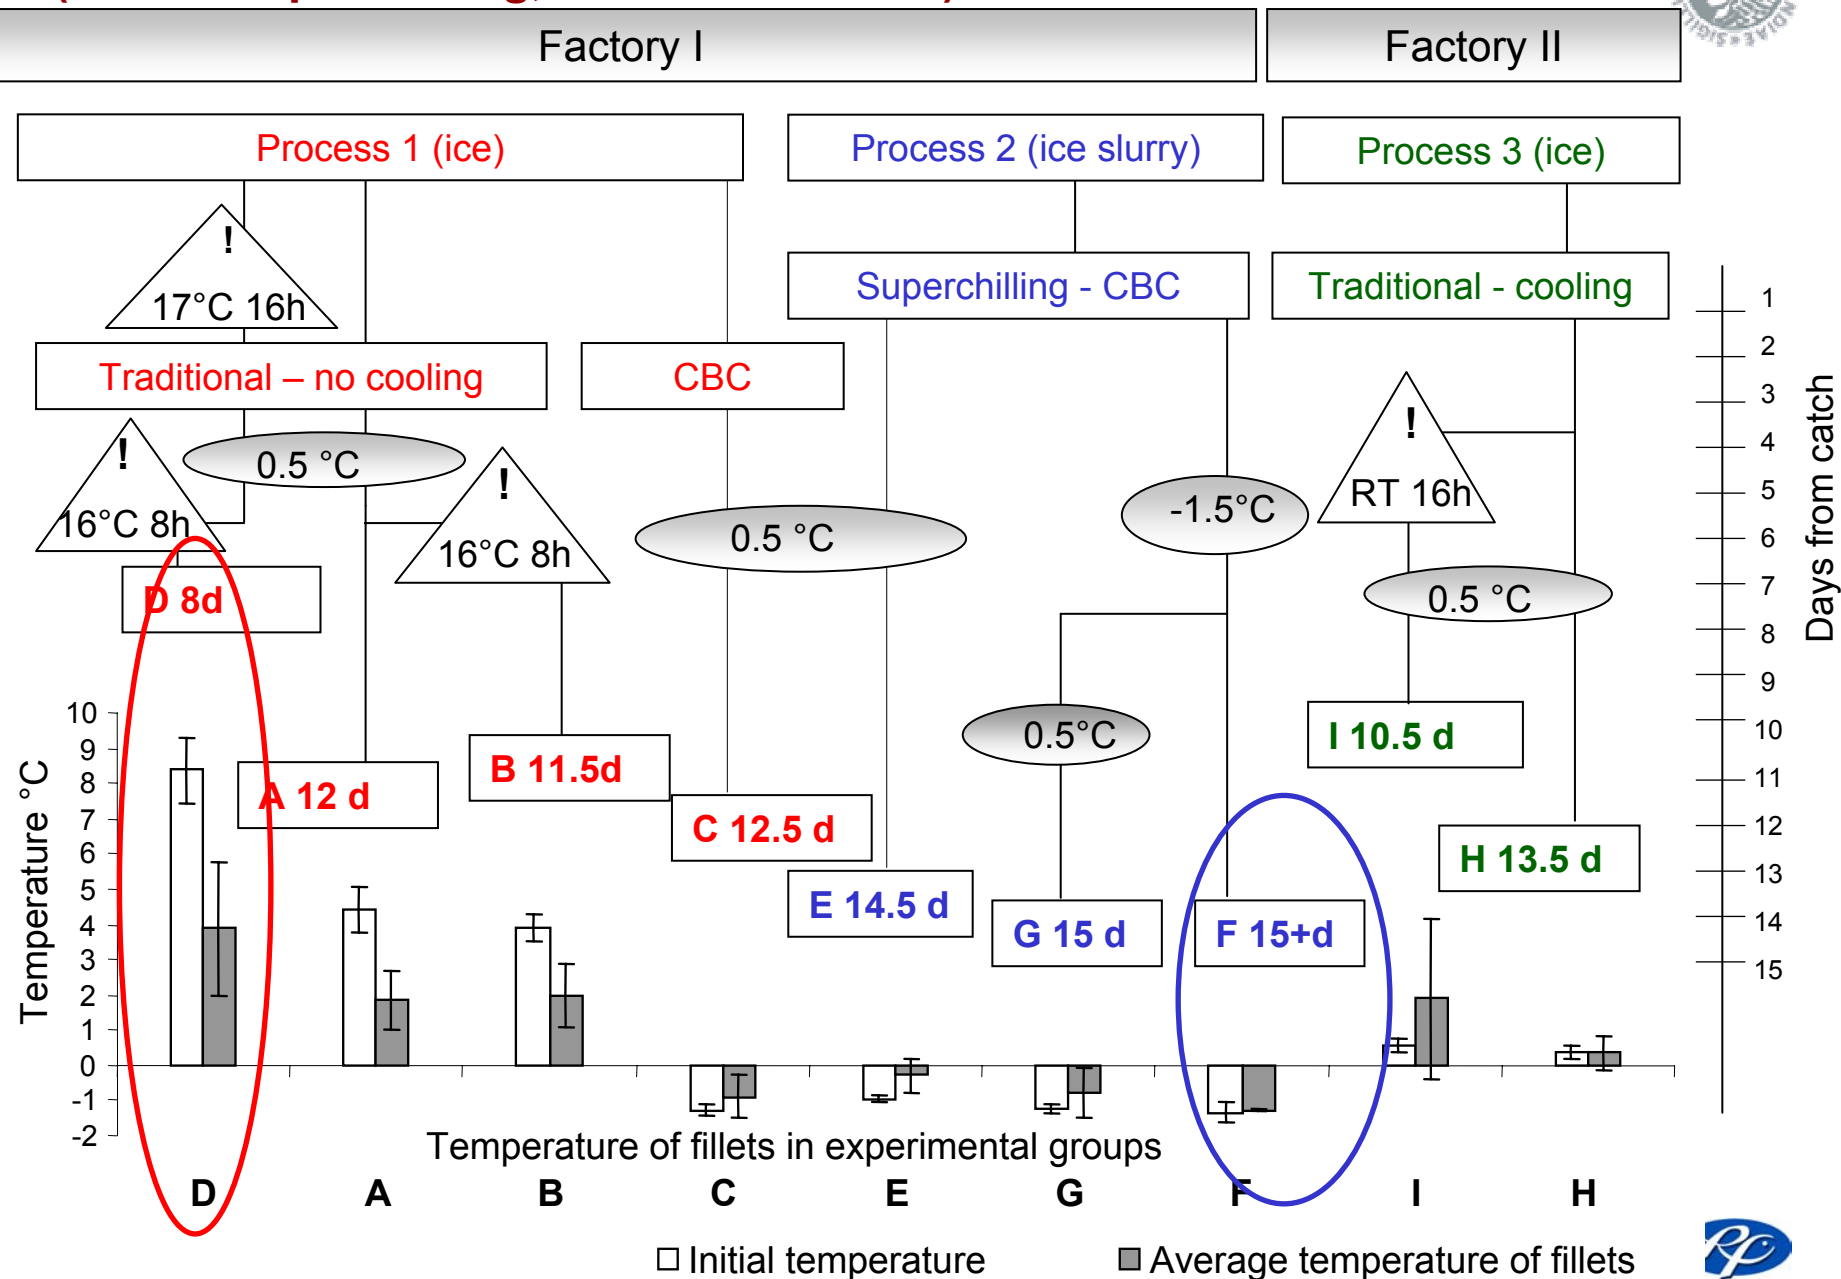 Factory I
Factory II
Process 1 (ice)
Process 2 (ice slurry)
Process 3 (ice)
!
17°C 16h
Superchilling - CBC
Traditional - cooling
Traditional – no cooling
CBC
!
16°C 8h
0.5 °C
!
16°C 8h
0.5 °C
-1.5°C
!
RT 16h
0.5 °C
D 8d
0.5°C
A 12 d
B 11.5d
C 12.5 d
E 14.5 d
G 15 d
F 15+d
I 10.5 d
H 13.5 d
1
2
3
4
5
6
7
8
9
10
11
12
13
14
15
Days from catch
10
9
8
7
6
5
4
3
2
1
0
-1
-2
Temperature °C
Temperature of fillets in experimental groups
D A B C E G F I H
Initial temperature
Average temperature of fillets